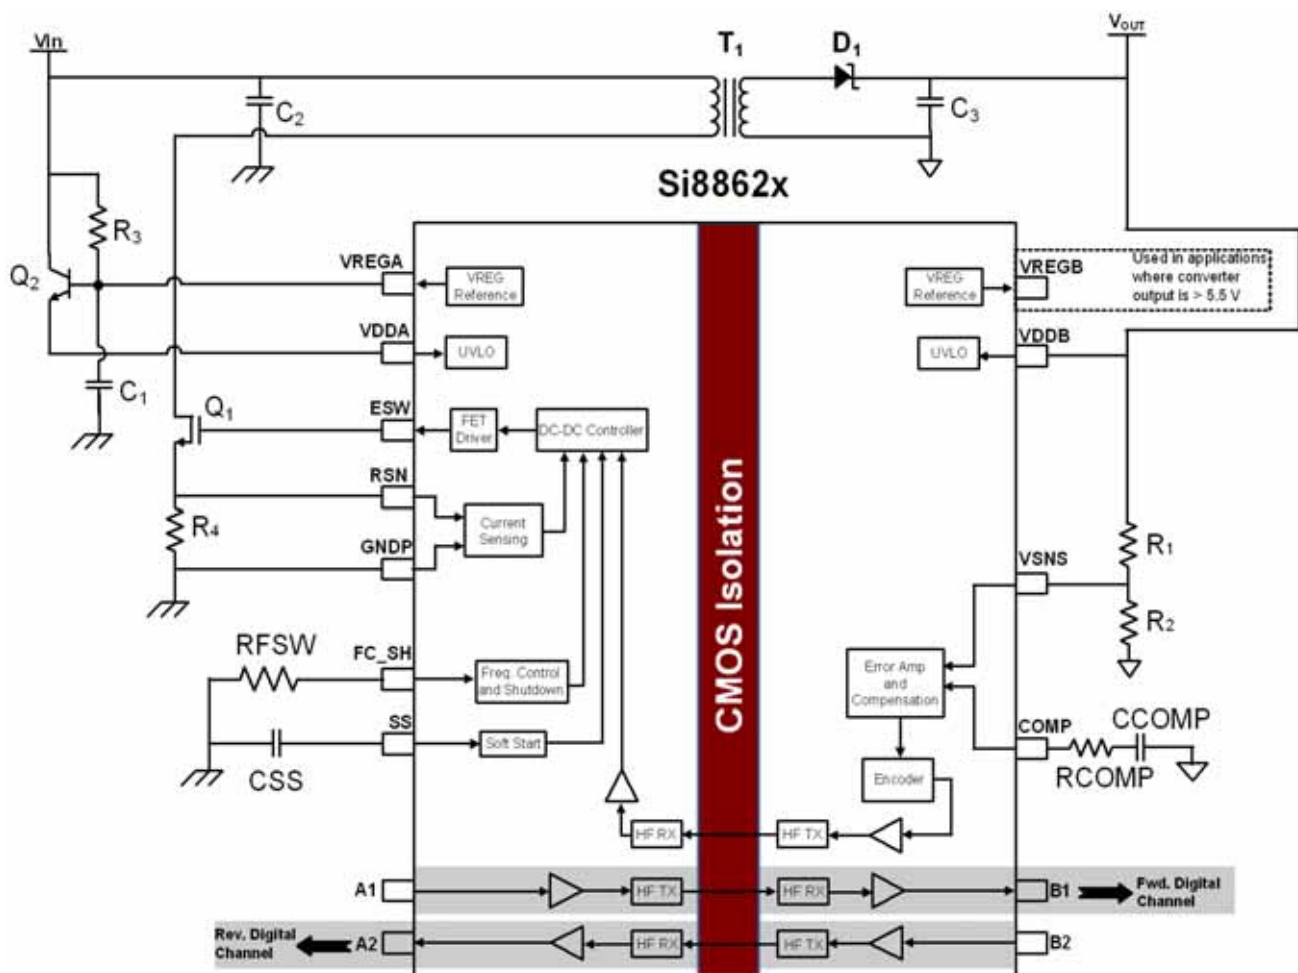 Vin
T1
D1
VOUT
C2
C3
Si8862x
R3
Q2
VREGA
VREG
Reference
VREG
Reference
VREGB
Used in applications
where converter
output is > 5.5 V
VDDA
UVLO
UVLO
VDDB
C1
Q1
ESW
FET
Driver
DC-DC Controller
RSN
R4
Current
Sensing
GNDP
CMOS Isolation
R1
VSNS
R2
RFSW
FC_SH
Freq. Control
and Shutdown
Error Amp
and
Compensation
SS
Soft Start
CSS
COMP
CCOMP
RCOMP
Encoder
HF RX
HF TX
A1
HF TX
HF RX
B1
Fwd. Digital
Channel
Rev. Digital
Channel
A2
HF RX
HF TX
B2